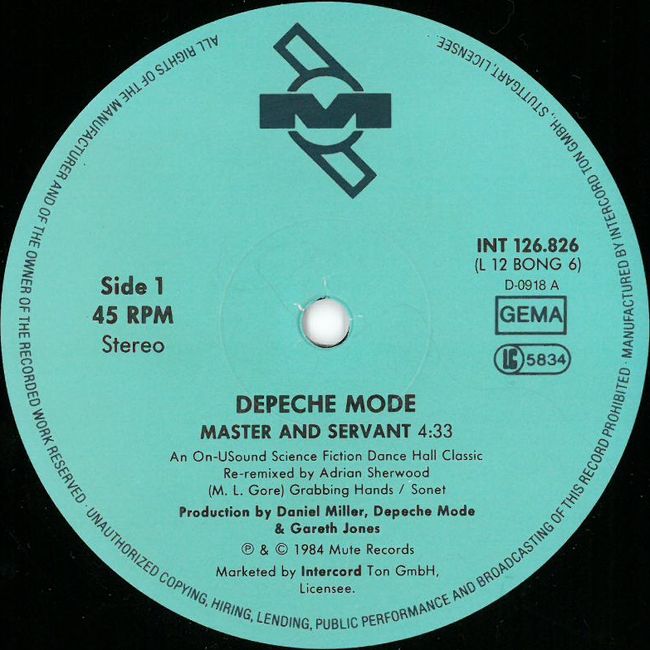 M
INT 126.826
(L 12 BONG 6)
D-0918 A
GEMA
LC 5834
Side 1
45 RPM
Stereo
DEPECHE MODE
MASTER AND SERVANT 4:33
An On-USound Science Fiction Dance Hall Classic
Re-remixed by Adrian Sherwood
(M. L. Gore) Grabbing Hands / Sonet
Production by Daniel Miller, Depeche Mode
& Gareth Jones
℗ & © 1984 Mute Records
Marketed by Intercord Ton GmbH,
Licensee.
ALL RIGHTS OF THE MANUFACTURER AND OF THE OWNER OF THE RECORDED WORK RESERVED · UNAUTHORIZED COPYING, HIRING, LENDING, PUBLIC PERFORMANCE AND BROADCASTING OF THIS RECORD PROHIBITED · MANUFACTURED BY INTERCORD TON GMBH, STUTTGART, LICENSEE.